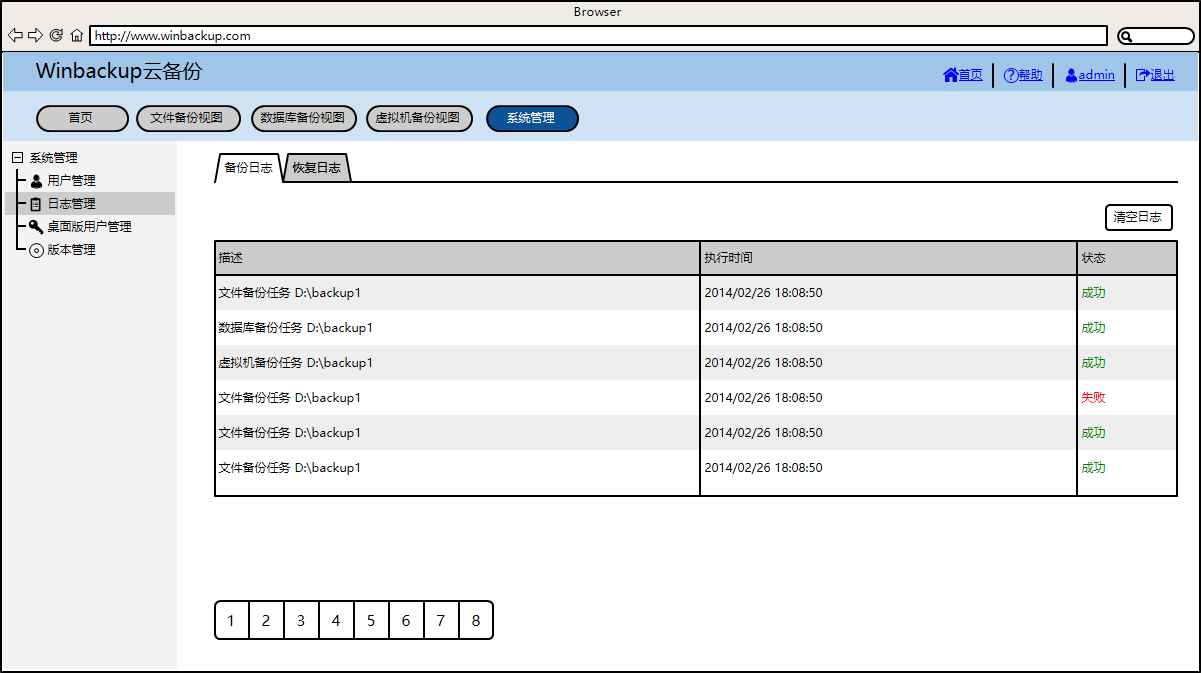 Browser
http://www.winbackup.com
Winbackup云备份
首页 帮助 admin 退出
首页 文件备份视图 数据库备份视图 虚拟机备份视图 系统管理
系统管理
用户管理
日志管理
桌面版用户管理
版本管理
备份日志 恢复日志
清空日志
描述 执行时间 状态
文件备份任务 D:\backup1 2014/02/26 18:08:50 成功
数据库备份任务 D:\backup1 2014/02/26 18:08:50 成功
虚拟机备份任务 D:\backup1 2014/02/26 18:08:50 成功
文件备份任务 D:\backup1 2014/02/26 18:08:50 失败
文件备份任务 D:\backup1 2014/02/26 18:08:50 成功
文件备份任务 D:\backup1 2014/02/26 18:08:50 成功
1 2 3 4 5 6 7 8